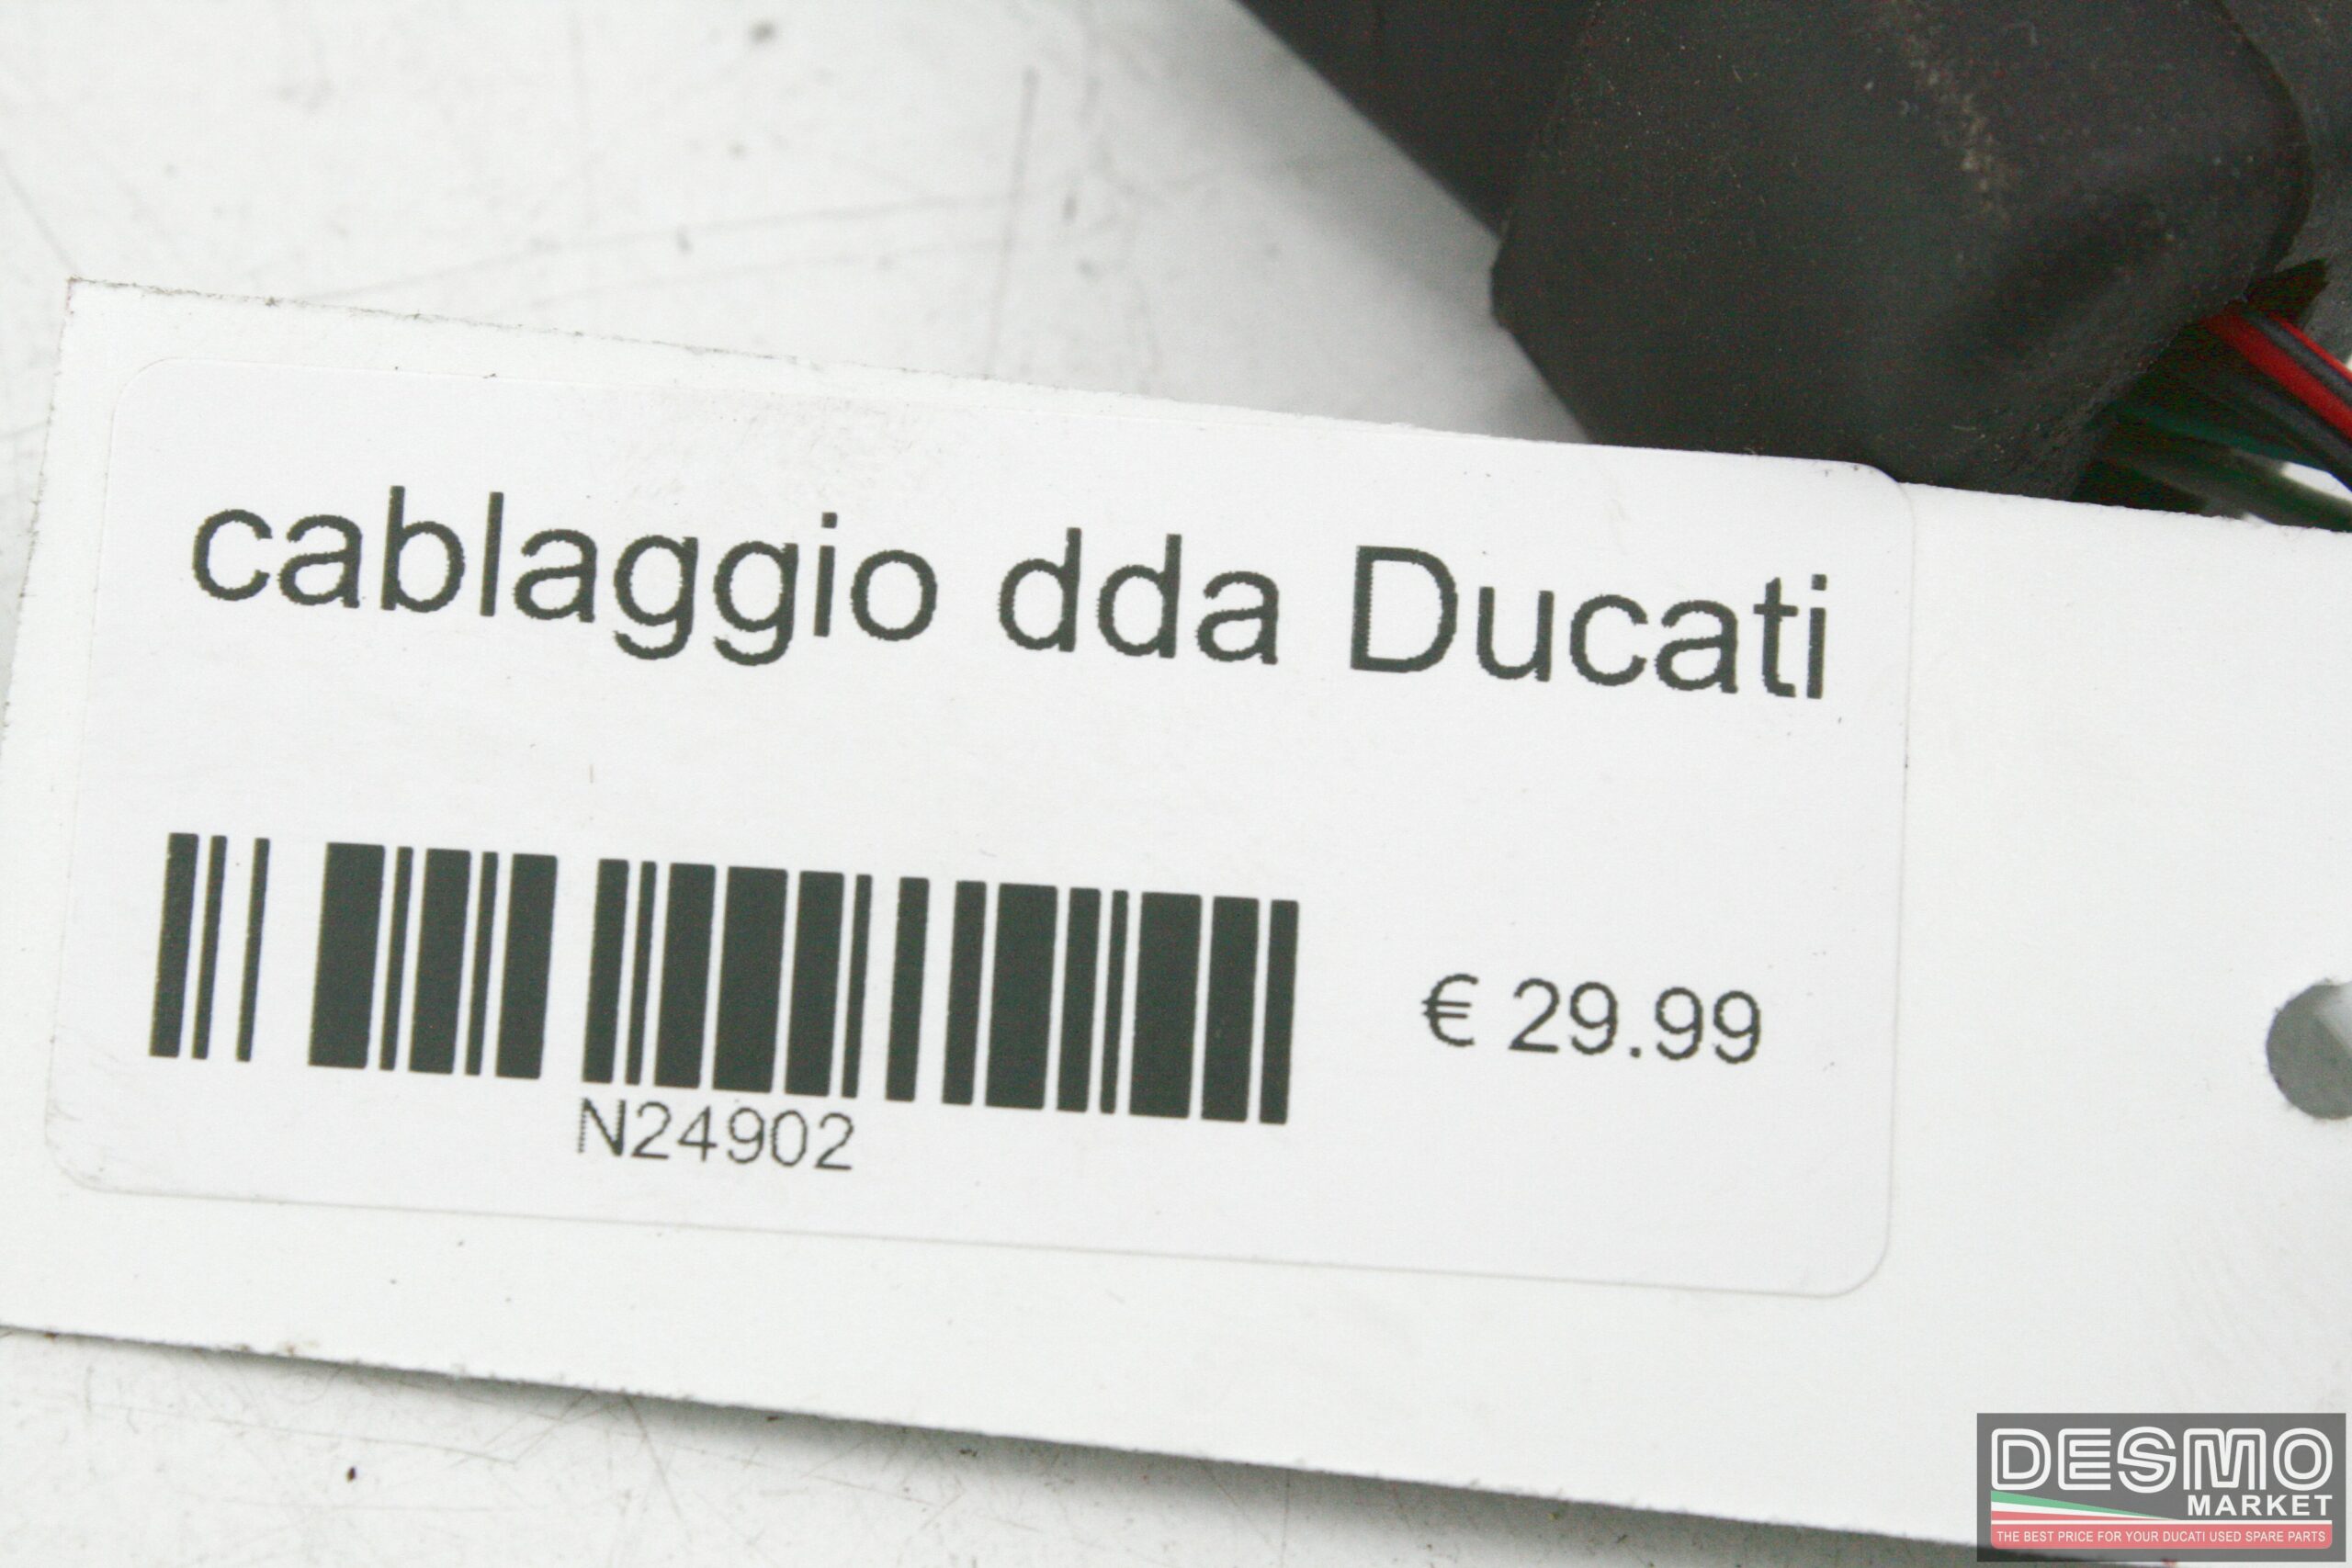 cablaggio dda Ducati
€ 29.99
N24902
DESMO
MARKET
THE BEST PRICE FOR YOUR DUCATI USED SPARE PARTS